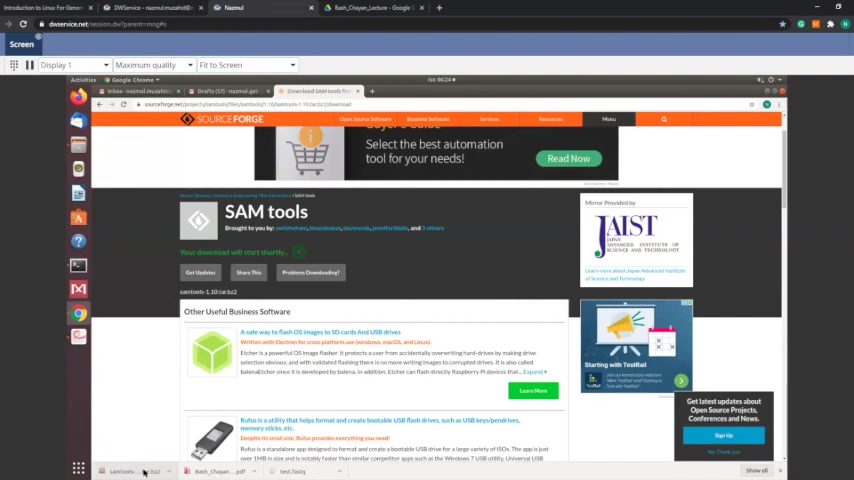 Introduction to Linux For Genom
DWService - nazmul.muzahid@
Nazmul
Bash_Chayan_Lecture - Google S
dwservice.net/session.dw?parent=mng#s
Screen
Display 1
Maximum quality
Fit to Screen
Activities
Google Chrome
06:24
Inbox - nazmul.muzahid
Drafts (57) - nazmul.gei
Download SAM tools fr
sourceforge.net/projects/samtools/files/samtools/1.10/samtools-1.10.tar.bz2/download
SOURCEFORGE
Open Source Software
Business Software
Services
Resources
Menu
Select the best automation
tool for your needs!
Read Now
SAM tools
Brought to you by:
and 3 others
Your download will start shortly...
Get Updates
Share This
Problems Downloading?
samtools-1.10.tar.bz2
Mirror Provided by
JAIST
JAPAN
ADVANCED INSTITUTE OF
SCIENCE AND TECHNOLOGY
Learn more about Japan Advanced Institute
of Science and Technology
Other Useful Business Software
A safe way to flash OS images to SD cards And USB drives
Written with Electron for cross platform use (windows, macOS, and Linux).
Etcher is a powerful OS image flasher. It protects a user from accidentally overwriting hard-drives by making drive
selection obvious; and with validated flashing there is no more writing images to corrupted drives. It is also called
balenaEtcher since it is developed by balena. In addition, Etcher can flash directly Raspberry Pi devices that...
Expand
Learn More
Rufus is a utility that helps format and create bootable USB flash drives, such as USB keys/pendrives,
memory sticks, etc.
Despite its small size, Rufus provides everything you need!
Rufus is a standalone app designed to format and create a bootable USB for a large variety of ISOs. The app is just
over 1MB in size and is notably faster than similar competitor apps such as the Windows 7 USB utility. Universal
Starting with TestRail
Get latest updates about
Open Source Projects,
Conferences and News.
Sign Up
No, Thank you
samtools-
.bz2
Bash_Chayan
.pdf
test.fastq
Show all